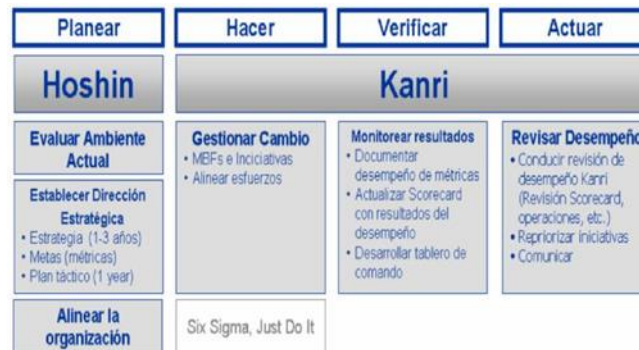 Planear
Hacer
Verificar
Actuar
Hoshin
Kanri
Evaluar Ambiente
Actual
Establecer Dirección
Estratégica
• Estrategia (1-3 años)
• Metas (métricas)
• Plan táctico (1 year)
Alinear la
organización
Gestionar Cambio
• MBFs e Inciciativas
• Alinear esfuerzos
Six Sigma, Just Do It
Monitorear resultados
• Documentar
desempeño de métricas
• Actualizar Scorecard
con resultados del
desempeño
• Desarrollar tablero de
comando
Revisar Desempeño
• Conducir revisión de
desempeño Kanri
(Revisión Scorecard,
operaciones, etc.)
• Repriorizar iniciativas
• Comunicar